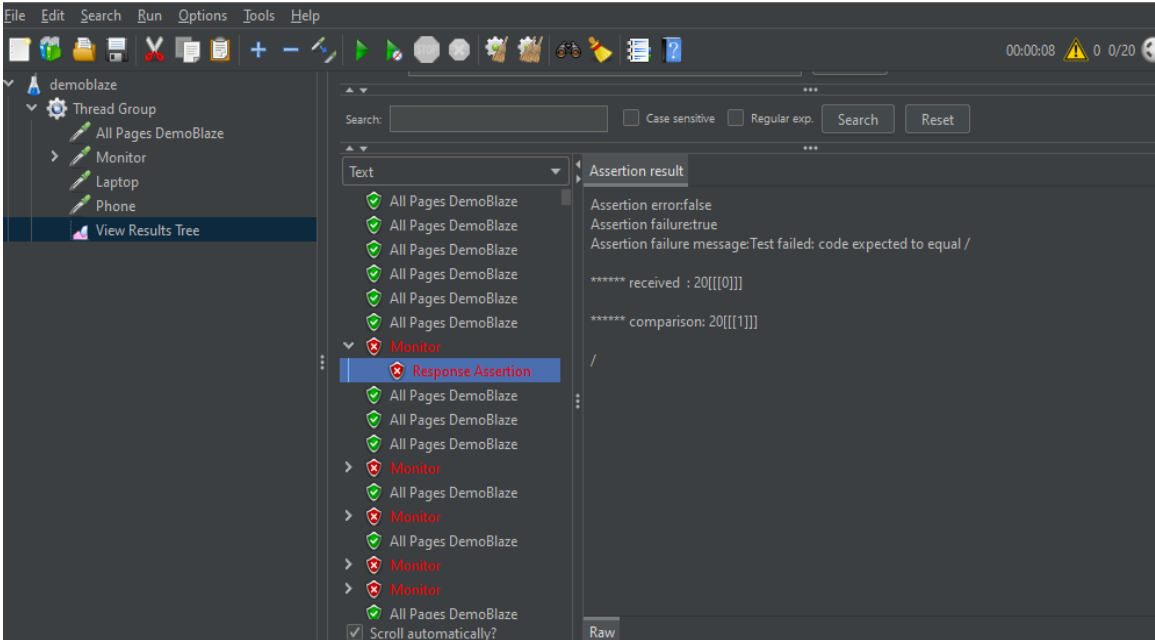 File Edit Search Run Options Tools Help
00:00:08 0 0/20
demoblaze
Thread Group
All Pages DemoBlaze
Monitor
Laptop
Phone
View Results Tree
Search: Case sensitive Regular exp. Search Reset
Text
All Pages DemoBlaze
All Pages DemoBlaze
All Pages DemoBlaze
All Pages DemoBlaze
All Pages DemoBlaze
All Pages DemoBlaze
Monitor
Response Assertion
All Pages DemoBlaze
All Pages DemoBlaze
All Pages DemoBlaze
Monitor
All Pages DemoBlaze
Monitor
All Pages DemoBlaze
Monitor
Monitor
All Pages DemoBlaze
Scroll automatically?
Assertion result
Assertion error:false
Assertion failure:true
Assertion failure message:Test failed: code expected to equal /
****** received : 20[[[0]]]
****** comparison: 20[[[1]]]
/
Raw